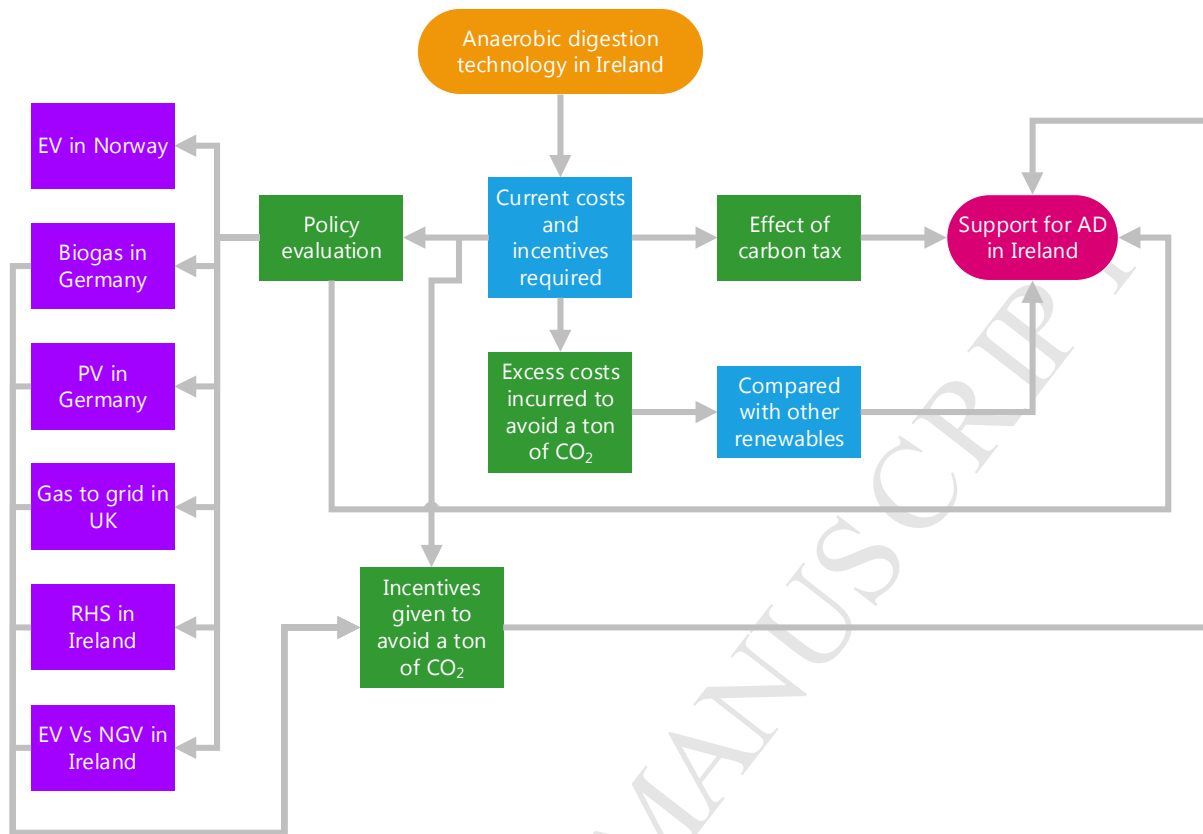 Anaerobic digestion
technology in Ireland
EV in Norway
Policy
evaluation
Current costs
and
incentives
required
Effect of
carbon tax
Support for AD
in Ireland
Biogas in
Germany
PV in
Germany
Excess costs
incurred to
avoid a ton
of CO₂
Compared
with other
renewables
Gas to grid in
UK
RHS in
Ireland
Incentives
given to
avoid a ton
of CO₂
EV Vs NGV in
Ireland
MANUSCRIPT